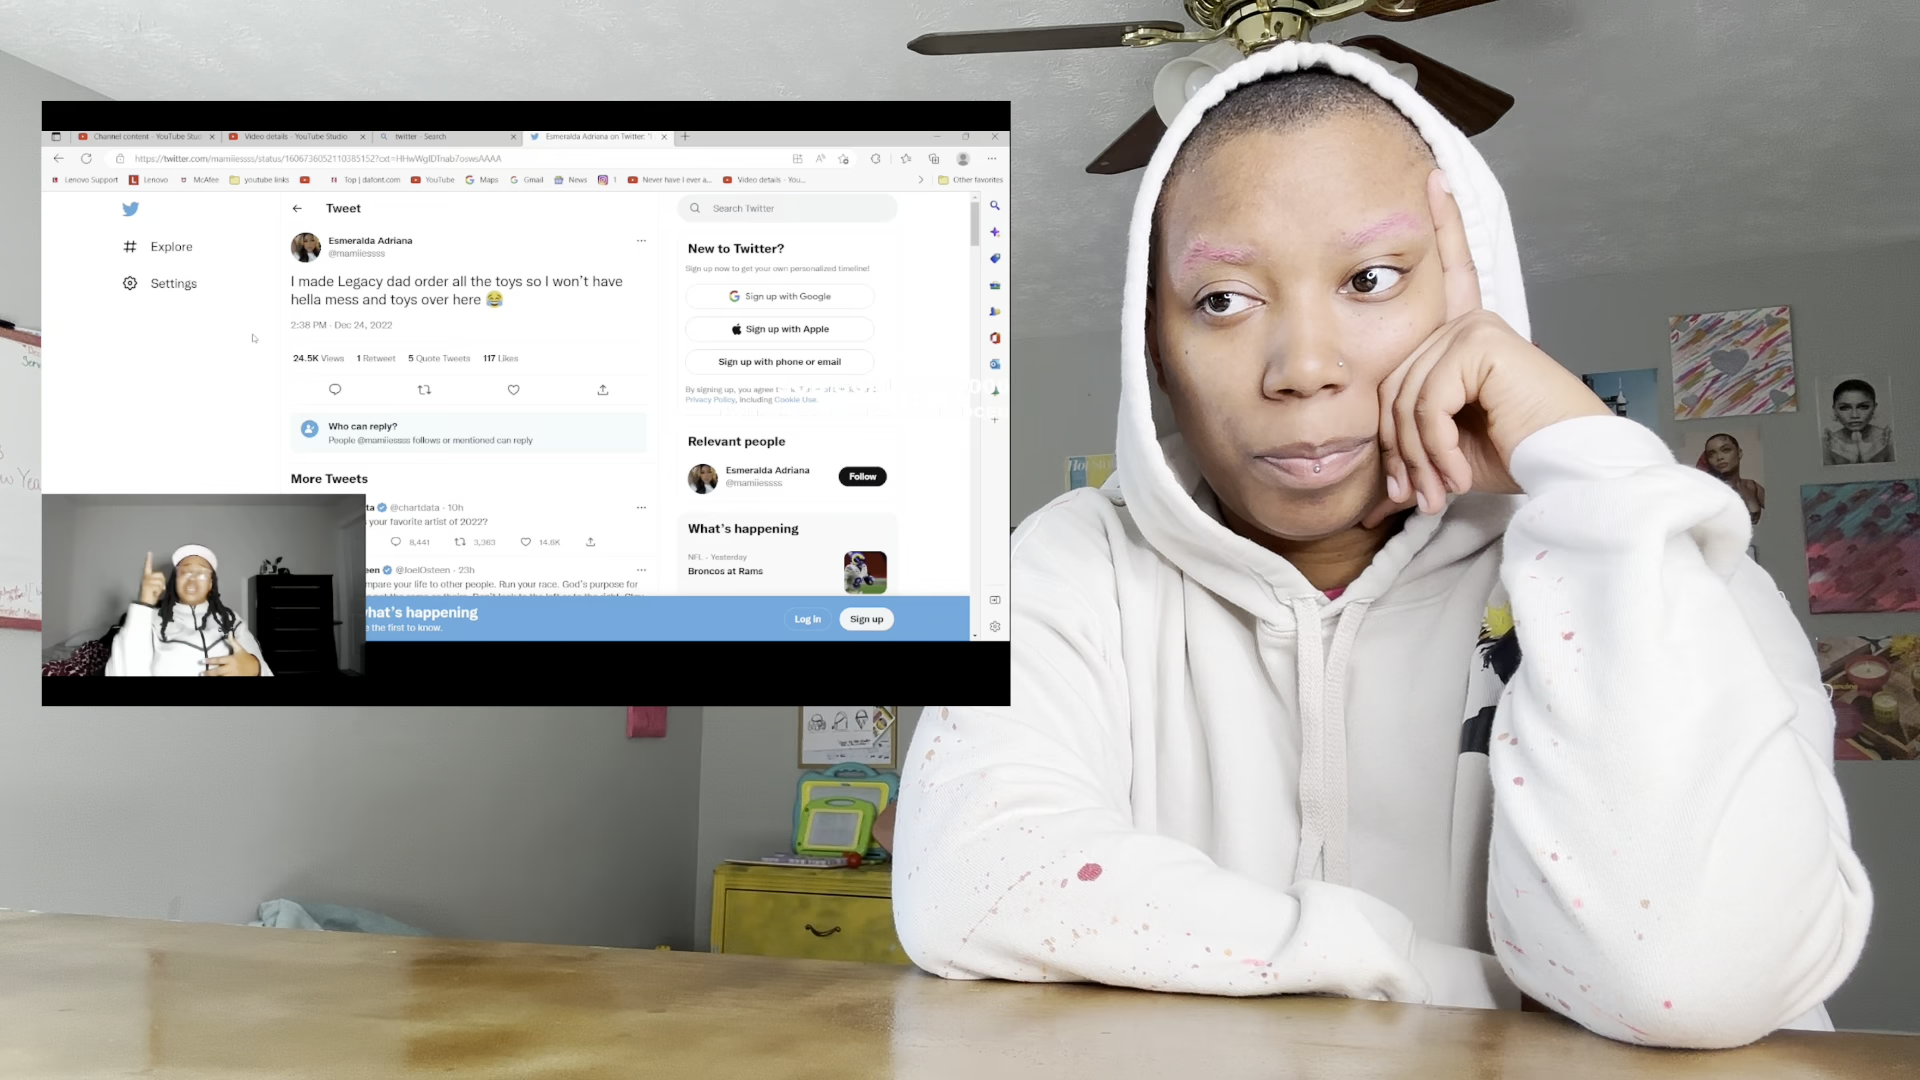 Channel content - YouTube Stu
Video details - YouTube Studio
twitter - Search
Esmeralda Adriana on Twitter: "I
Lenovo Support
Lenovo
McAfee
youtube links
Top | dafont.com
YouTube
Maps
Gmail
News
1
Never have I ever a...
Video details - You...
Other favorites
Explore
Settings
Tweet
Esmeralda Adriana
@mamiiessss
I made Legacy dad order all the toys so I won't have
hella mess and toys over here 😂
2:38 PM · Dec 24, 2022
24.5K Views 1 Retweet 5 Quote Tweets 117 Likes
Who can reply?
People @mamiiessss follows or mentioned can reply
More Tweets
ta @chartdata · 10h
your favorite artist of 2022?
8,441 3,363 14.6K
een @JoelOsteen · 23h
mpare your life to other people. Run your race. God's purpose for
Search Twitter
New to Twitter?
Sign up now to get your own personalized timeline!
Sign up with Google
Sign up with Apple
Sign up with phone or email
By signing up, you agree
Privacy Policy, including Cookie Use.
Relevant people
Esmeralda Adriana
@mamiiessss
Follow
What's happening
NFL · Yesterday
Broncos at Rams
hat's happening
e the first to know.
Log in
Sign up